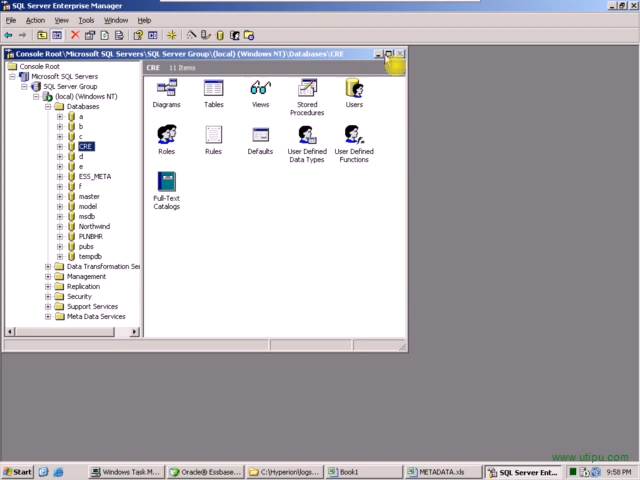 SQL Server Enterprise Manager
File Action View Tools Window Help
Console Root\Microsoft SQL Servers\SQL Server Group\(local) (Windows NT)\Databases\CRE
Console Root
Microsoft SQL Servers
SQL Server Group
(local) (Windows NT)
Databases
a
b
c
CRE
d
e
ESS_META
f
master
model
msdb
Northwind
PLNBHR
pubs
tempdb
Data Transformation Ser
Management
Replication
Security
Support Services
Meta Data Services
CRE 11 Items
Diagrams Tables Views Stored Procedures Users
Roles Rules Defaults User Defined Data Types User Defined Functions
Full-Text Catalogs
www.utipu.com
Start Windows Task M... Oracle® Essbase... C:\Hyperion\logs... Book1 METADATA.xls SQL Server Ent... 9:58 PM